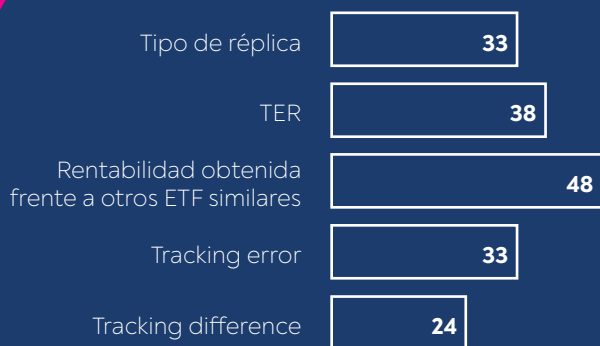 Tipo de réplica 33
TER 38
Rentabilidad obtenida
frente a otros ETF similares 48
Tracking error 33
Tracking difference 24